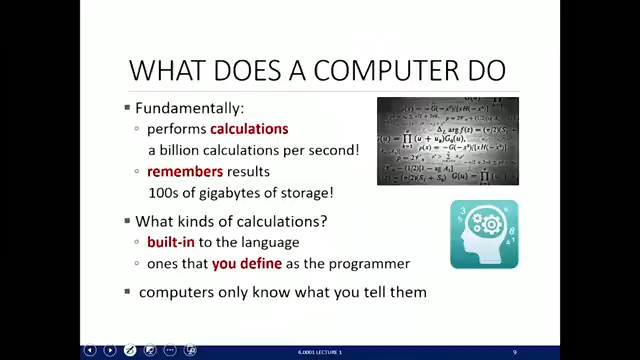 WHAT DOES A COMPUTER DO
Fundamentally:
performs calculations
a billion calculations per second!
remembers results
100s of gigabytes of storage!
What kinds of calculations?
built-in to the language
ones that you define as the programmer
computers only know what you tell them
6.0001 LECTURE 1
9